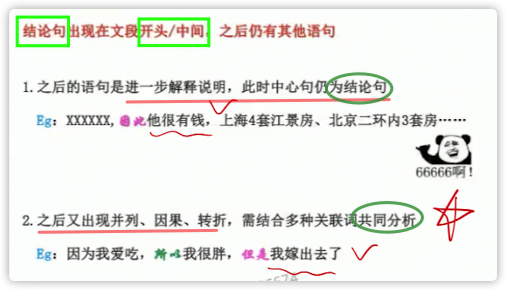 结论句出现在文段开头/中间，之后仍有其他语句
1.之后的语句是进一步解释说明，此时中心句仍为结论句
Eg：XXXXXX,因此他很有钱，上海4套江景房、北京二环内3套房……
66666啊！
2.之后又出现并列、因果、转折，需结合多种关联词共同分析
Eg：因为我爱吃，所以我很胖，但是我嫁出去了